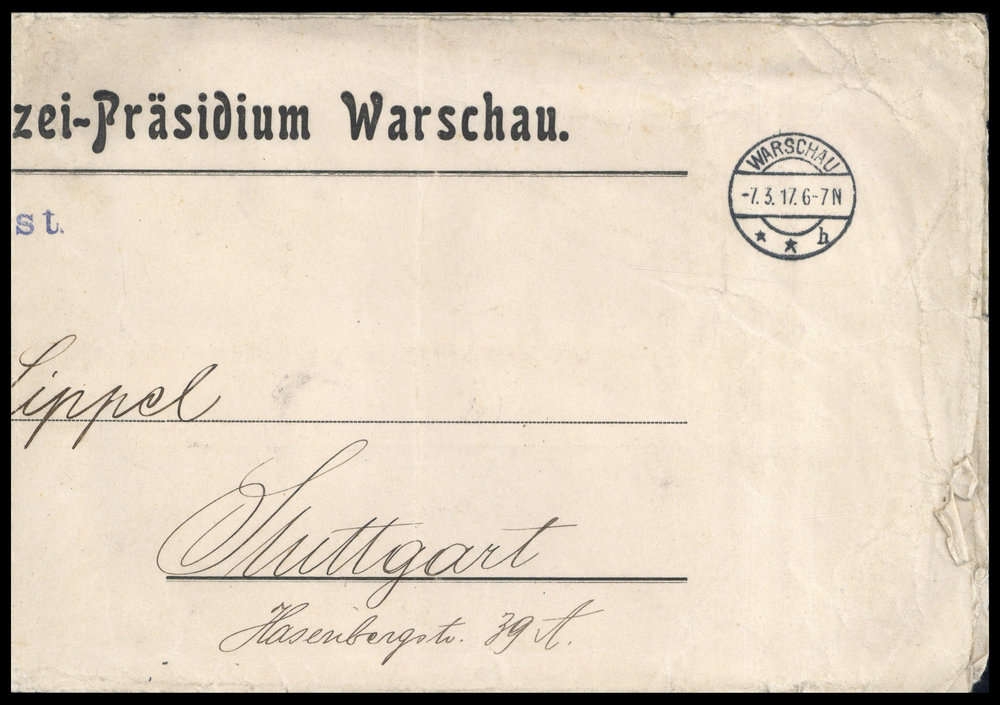 zei-Präsidium Warschau.
WARSCHAU
-7.3.17.6-7N
* * h
st.
Lippel
Stuttgart
Hasenbergstr. 39 A.